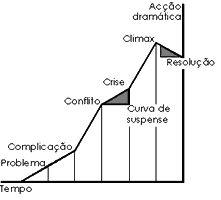 Acção
dramática
Climax
Resolução
Crise
Conflito
Curva de
suspense
Complicação
Problema
Tempo